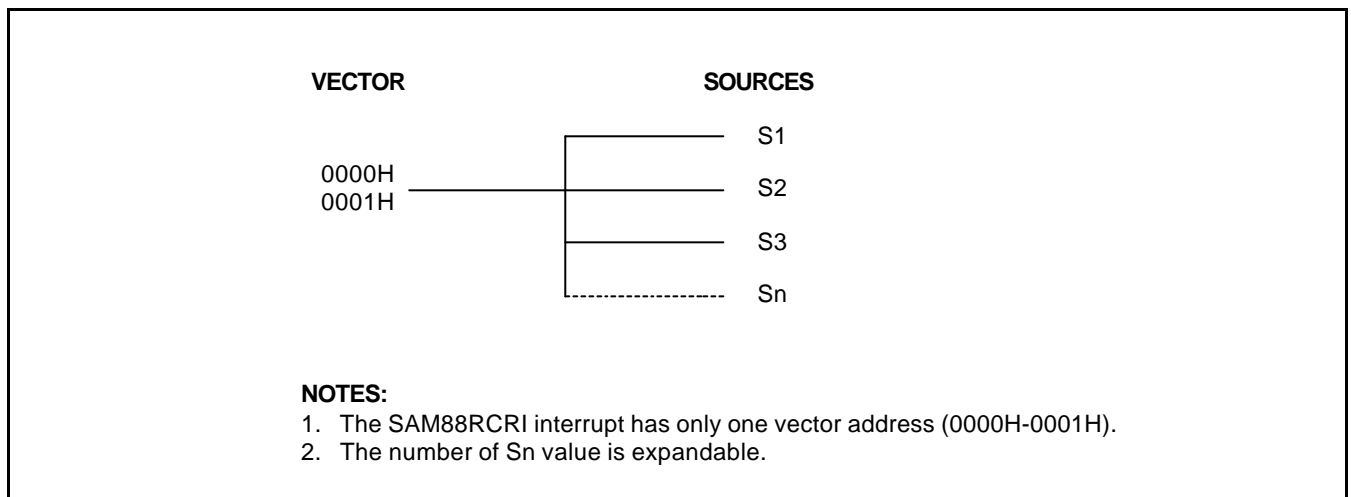 VECTOR SOURCES
S1
0000H
0001H
S2
S3
Sn
NOTES:
1. The SAM88RCRI interrupt has only one vector address (0000H-0001H).
2. The number of Sn value is expandable.